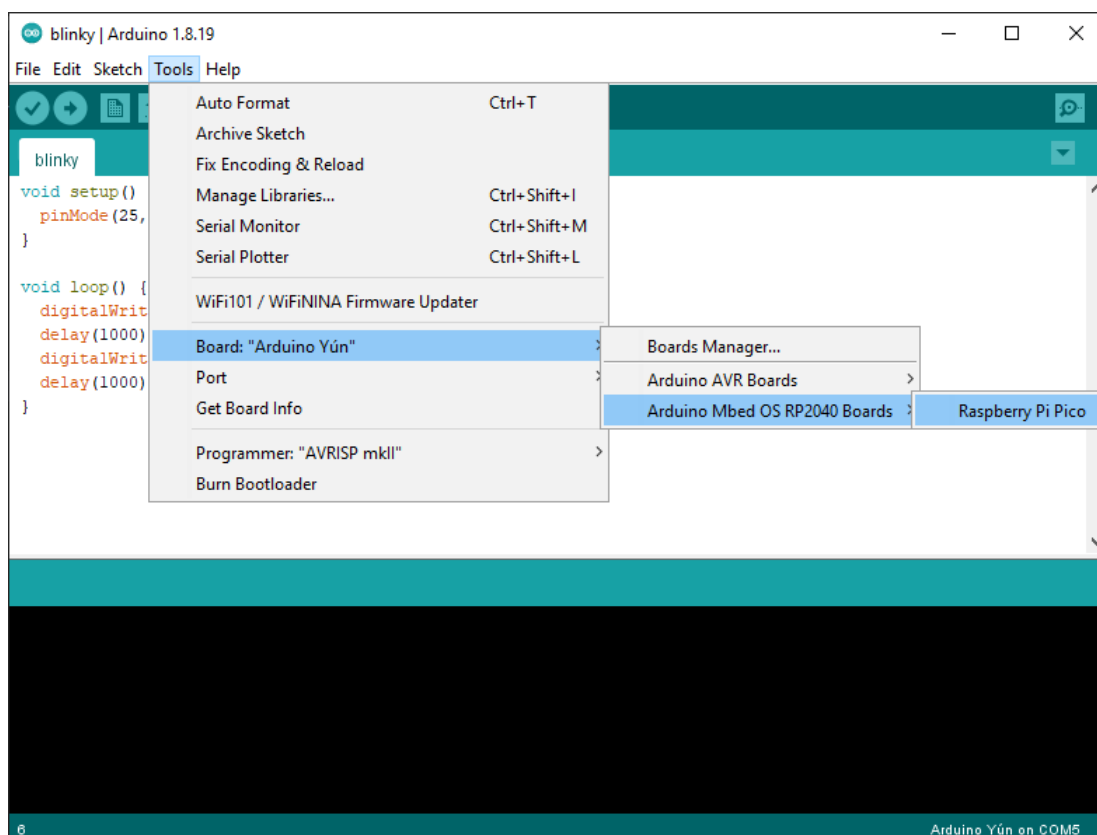 blinky | Arduino 1.8.19
File Edit Sketch Tools Help
blinky
void setup()
pinMode(25,
}
void loop() {
digitalWrit
delay(1000)
digitalWrit
delay(1000)
}
Auto Format Ctrl+T
Archive Sketch
Fix Encoding & Reload
Manage Libraries... Ctrl+Shift+I
Serial Monitor Ctrl+Shift+M
Serial Plotter Ctrl+Shift+L
WiFi101 / WiFiNINA Firmware Updater
Board: "Arduino Yún"
Port
Get Board Info
Programmer: "AVRISP mkII"
Burn Bootloader
Boards Manager...
Arduino AVR Boards
Arduino Mbed OS RP2040 Boards
Raspberry Pi Pico
6 Arduino Yún on COM5